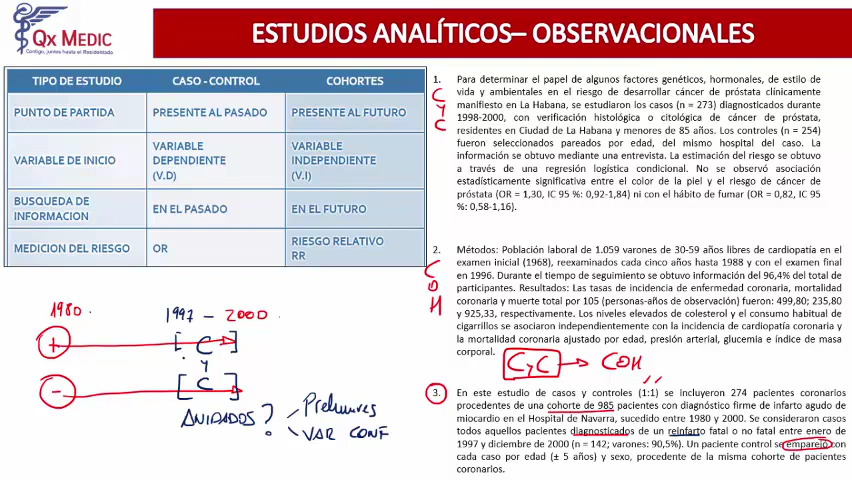 Qx MEDIC
Contigo, juntos hasta el Residentado
ESTUDIOS ANALÍTICOS– OBSERVACIONALES
TIPO DE ESTUDIO CASO - CONTROL COHORTES
PUNTO DE PARTIDA PRESENTE AL PASADO PRESENTE AL FUTURO
VARIABLE DE INICIO VARIABLE DEPENDIENTE (V.D) VARIABLE INDEPENDIENTE (V.I)
BUSQUEDA DE INFORMACION EN EL PASADO EN EL FUTURO
MEDICION DEL RIESGO OR RIESGO RELATIVO RR
1980
1997 - 2000
+ [ C ]
y
- [ C ]
ANIDADOS ?
Prelimares
VAR CONF
1. Para determinar el papel de algunos factores genéticos, hormonales, de estilo de
vida y ambientales en el riesgo de desarrollar cáncer de próstata clínicamente
manifiesto en La Habana, se estudiaron los casos (n = 273) diagnosticados durante
1998-2000, con verificación histológica o citológica de cáncer de próstata,
residentes en Ciudad de La Habana y menores de 85 años. Los controles (n = 254)
fueron seleccionados pareados por edad, del mismo hospital del caso. La
información se obtuvo mediante una entrevista. La estimación del riesgo se obtuvo
a través de una regresión logística condicional. No se observó asociación
estadísticamente significativa entre el color de la piel y el riesgo de cáncer de
próstata (OR = 1,30, IC 95 %: 0,92-1,84) ni con el hábito de fumar (OR = 0,82, IC 95
%: 0,58-1,16).
C
Y
C
2. Métodos: Población laboral de 1.059 varones de 30-59 años libres de cardiopatía en el
examen inicial (1968), reexaminados cada cinco años hasta 1988 y con el examen final
en 1996. Durante el tiempo de seguimiento se obtuvo información del 96,4% del total de
participantes. Resultados: Las tasas de incidencia de enfermedad coronaria, mortalidad
coronaria y muerte total por 105 (personas-años de observación) fueron: 499,80; 235,80
y 925,33, respectivamente. Los niveles elevados de colesterol y el consumo habitual de
cigarrillos se asociaron independientemente con la incidencia de cardiopatía coronaria y
la mortalidad coronaria ajustado por edad, presión arterial, glucemia e índice de masa
corporal.
C
O
H
CyC → COH
3. En este estudio de casos y controles (1:1) se incluyeron 274 pacientes coronarios
procedentes de una cohorte de 985 pacientes con diagnóstico firme de infarto agudo de
miocardio en el Hospital de Navarra, sucedido entre 1980 y 2000. Se consideraron casos
todos aquellos pacientes diagnosticados de un reinfarto fatal o no fatal entre enero de
1997 y diciembre de 2000 (n = 142; varones: 90,5%). Un paciente control se emparejó con
cada caso por edad (± 5 años) y sexo, procedente de la misma cohorte de pacientes
coronarios.